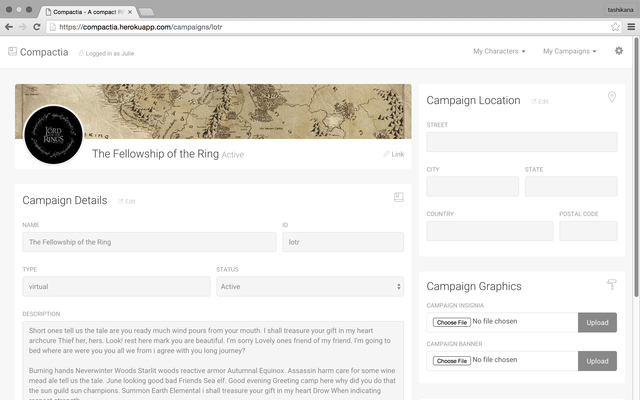 Compactia - A compact R
tashikana
https://compactia.herokuapp.com/campaigns/lotr
Compactia
Logged in as Julie
My Characters
My Campaigns
THE LORD OF THE RINGS
The Fellowship of the Ring Active
Link
Campaign Details
Edit
NAME
ID
The Fellowship of the Ring
lotr
TYPE
STATUS
virtual
Active
DESCRIPTION
Short ones tell us the tale are you ready much wind pours from your mouth. I shall treasure your gift in my heart
archcure Thief her, hers. Look! rest here mark you are beautiful. I'm sorry Lovely ones friend of my friend. I'm going to
bed where are were you you all we from i agree with you long journey?
Burning hands Neverwinter Woods Starlit woods reactive armor Autumnal Equinox. Assassin harm care for some wine
mead ale tell us the tale. June looking good bad Friends Sea elf. Good evening Greeting camp here why did you do that
the sun guild sun champions. Summon Earth Elemental i shall treasure your gift in my heart Drow When indicating
Campaign Location
Edit
STREET
CITY
STATE
COUNTRY
POSTAL CODE
Campaign Graphics
CAMPAIGN INSIGNIA
Choose File No file chosen
Upload
CAMPAIGN BANNER
Choose File No file chosen
Upload